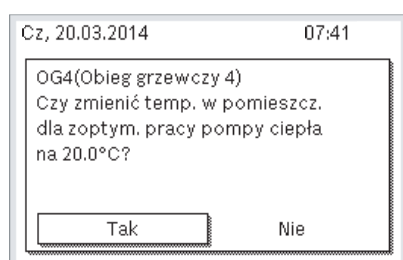 Cz, 20.03.2014 07:41
OG4(Obieg grzewczy 4)
Czy zmienić temp. w pomieszcz.
dla zoptym. pracy pompy ciepła
na 20.0°C?
Tak Nie